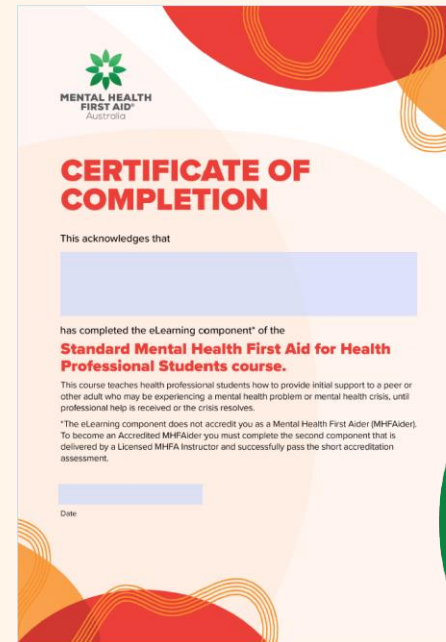 MENTAL HEALTH
FIRST AID®
Australia
CERTIFICATE OF
COMPLETION
This acknowledges that
has completed the eLearning component* of the
Standard Mental Health First Aid for Health
Professional Students course.
This course teaches health professional students how to provide initial support to a peer or
other adult who may be experiencing a mental health problem or mental health crisis, until
professional help is received or the crisis resolves.
*The eLearning component does not accredit you as a Mental Health First Aider (MHFAider).
To become an Accredited MHFAider you must complete the second component that is
delivered by a Licensed MHFA Instructor and successfully pass the short accreditation
assessment.
Date